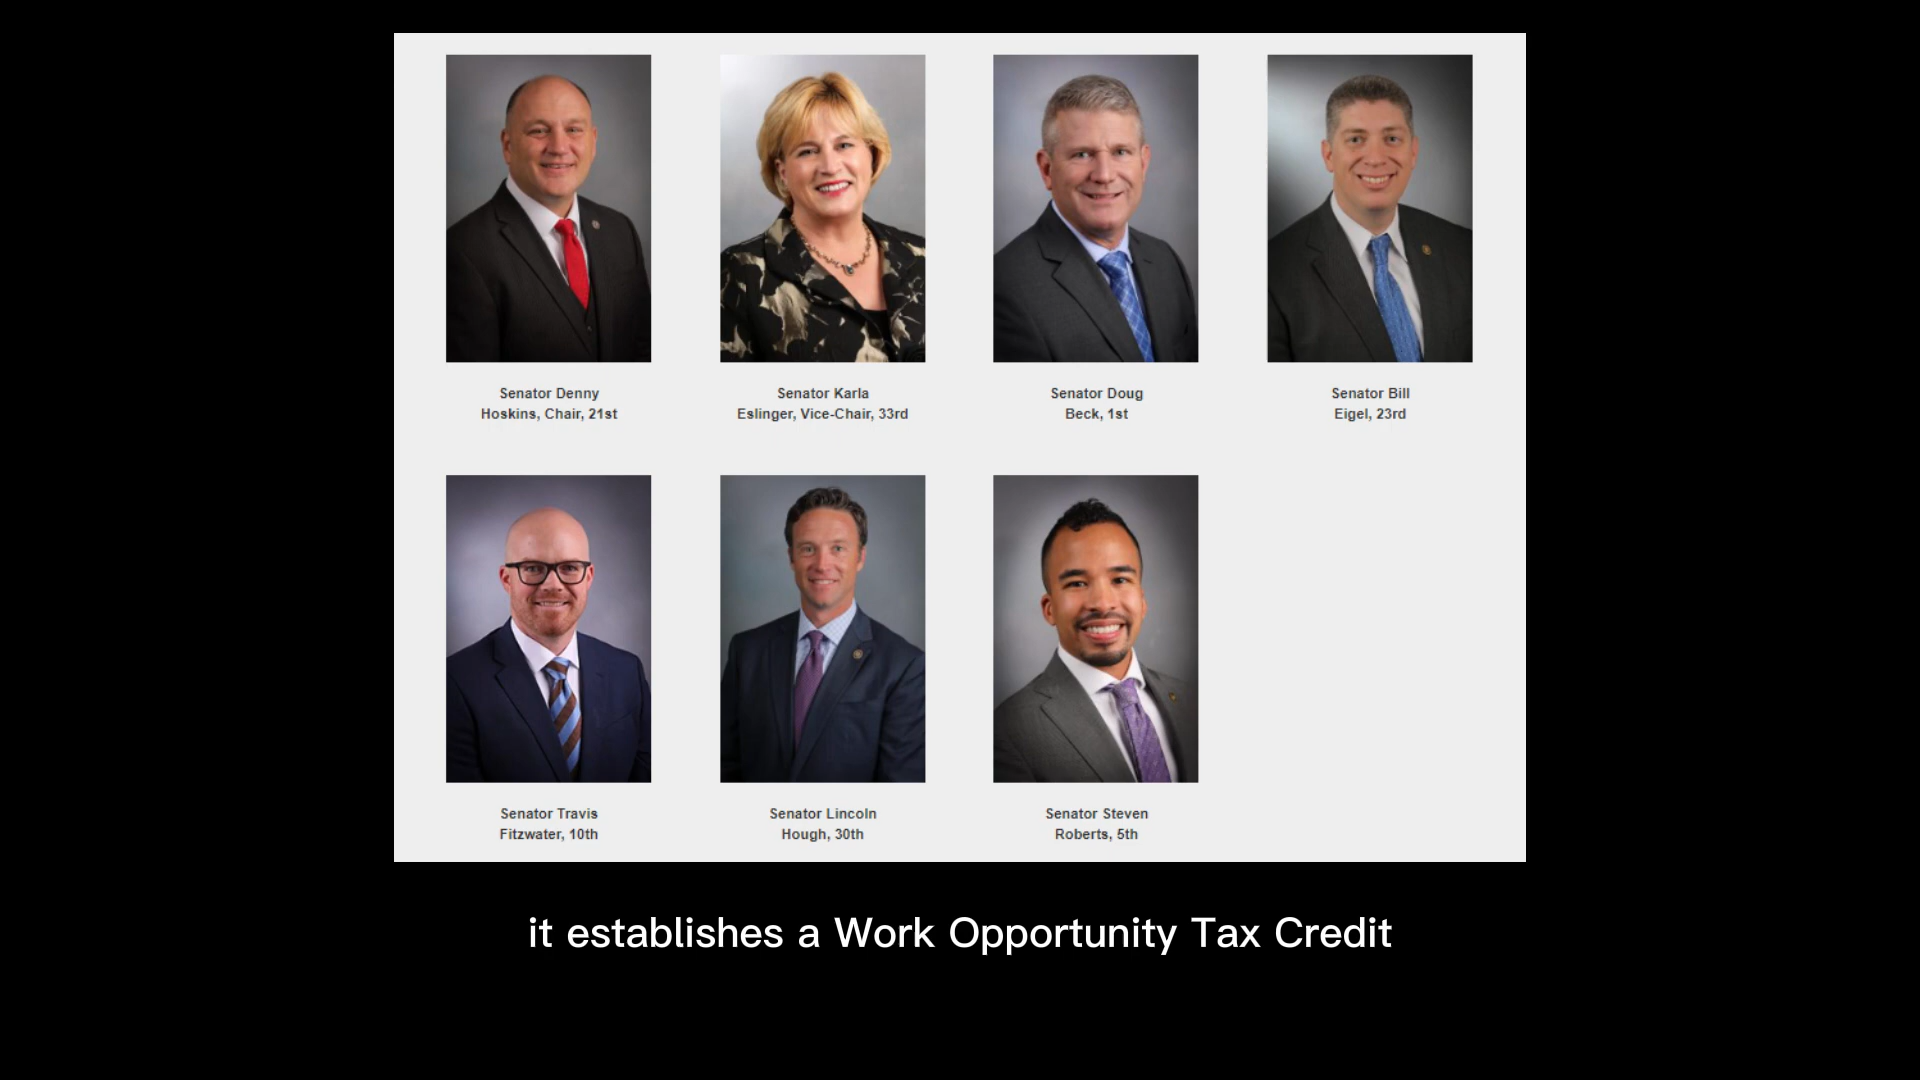 Senator Denny
Hoskins, Chair, 21st
Senator Karla
Eslinger, Vice-Chair, 33rd
Senator Doug
Beck, 1st
Senator Bill
Eigel, 23rd
Senator Travis
Fitzwater, 10th
Senator Lincoln
Hough, 30th
Senator Steven
Roberts, 5th
it establishes a Work Opportunity Tax Credit